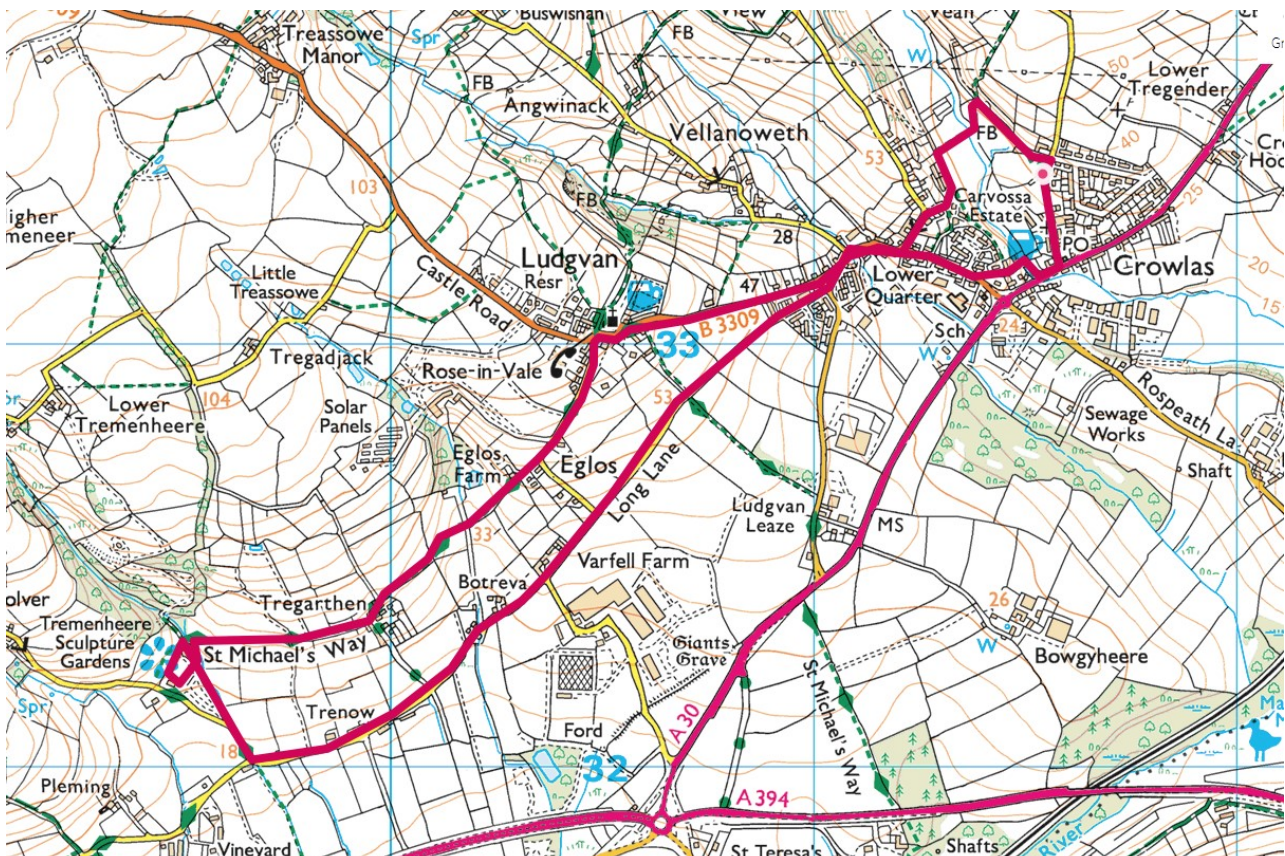 Treassowe
Manor
Spr
Buswisnan
FB
View
Vean
W
50
Lower
Tregender
40
FB
Angwinack
Vellanoweth
53
FB
103
FB
Carvossa
Estate
25
28
PO
Crowlas
20
15
Little
Treassowe
Castle Road
Ludgvan
Resr
47
B 3309
Lower
Quarter
24
Sch
W
33
Rose-in-Vale
Tregadjack
Lower
Tremenheere
104
Solar
Panels
53
Rospeath La
Sewage
Works
Shaft
Eglos
Farm
Eglos
Long Lane
Ludgvan
Leaze
MS
33
Varfell Farm
Botreva
26
W
Bowgyheere
Tregarthen
Tremenheere
Sculpture
Gardens
St Michael's Way
Giants
Grave
St Michael's Way
Spr
Trenow
Ford
A 30
18
32
Pleming
A 394
Vineyard
St Teresa's
Shafts
River